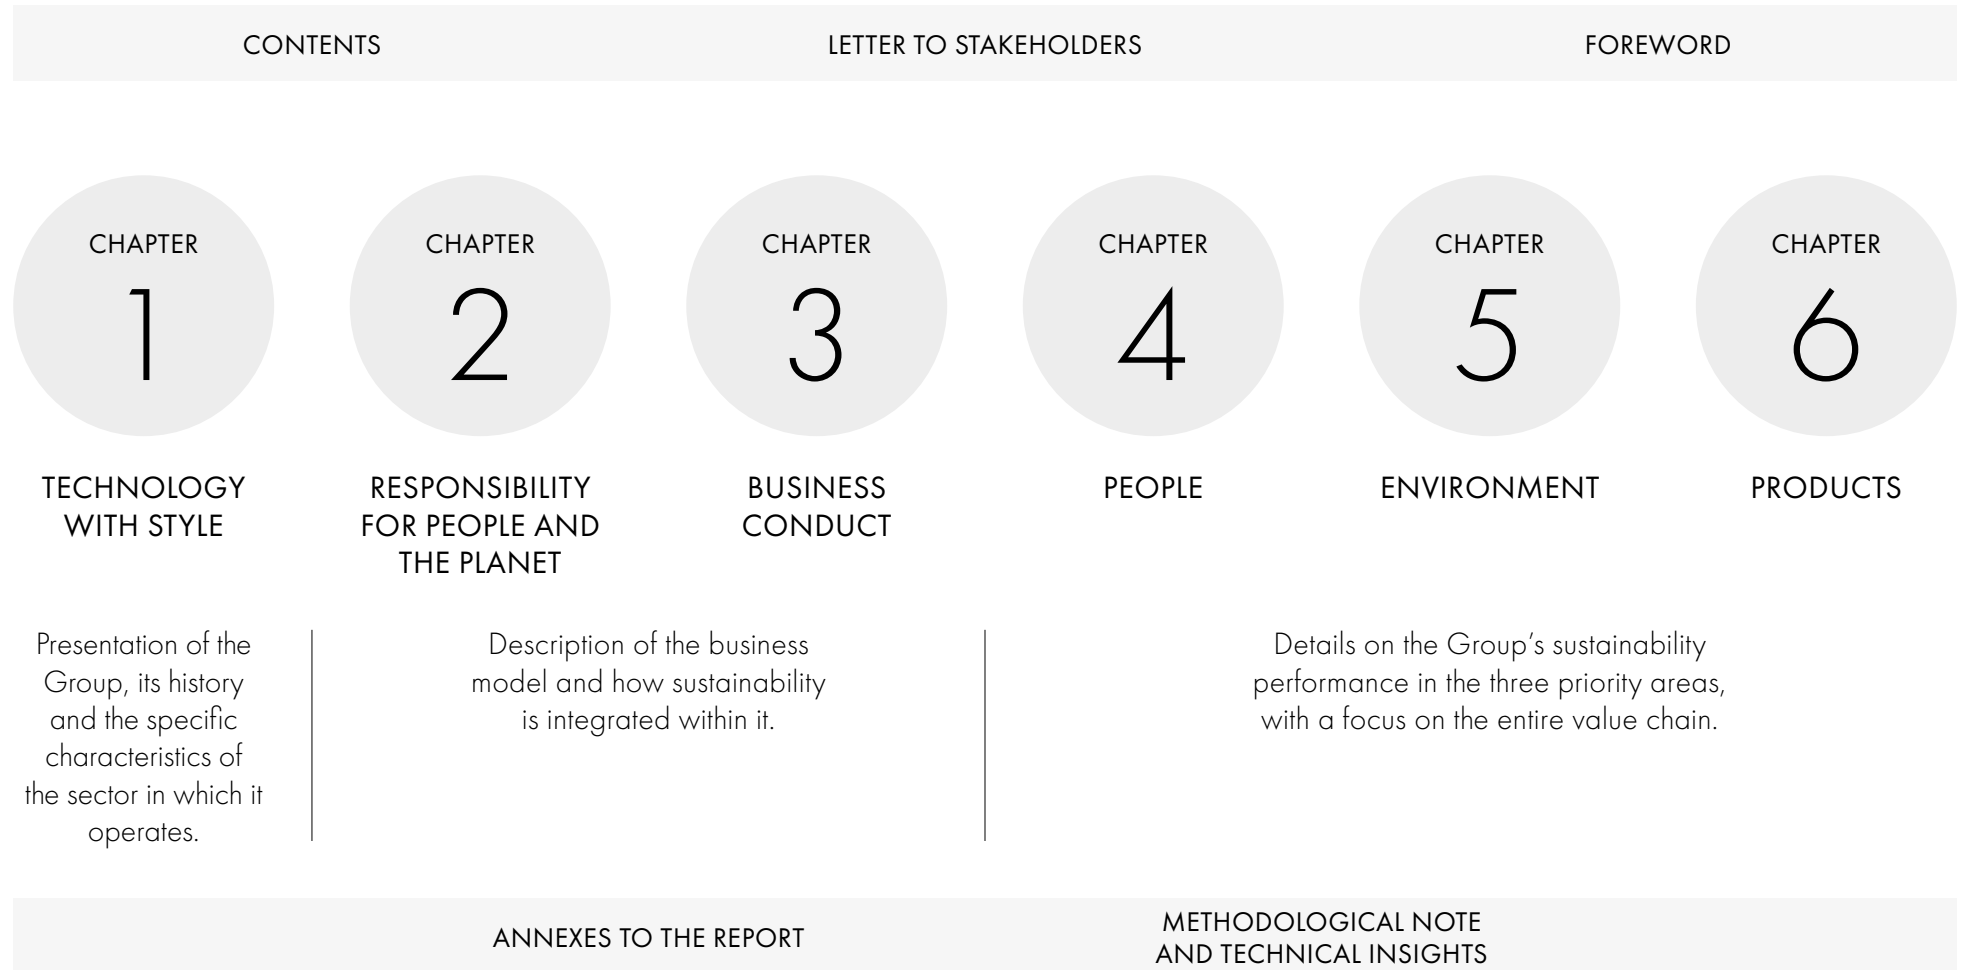 CONTENTS
LETTER TO STAKEHOLDERS
FOREWORD
CHAPTER
1
TECHNOLOGY
WITH STYLE
CHAPTER
2
RESPONSIBILITY
FOR PEOPLE AND
THE PLANET
CHAPTER
3
BUSINESS
CONDUCT
CHAPTER
4
PEOPLE
CHAPTER
5
ENVIRONMENT
CHAPTER
6
PRODUCTS
Presentation of the
Group, its history
and the specific
characteristics of
the sector in which it
operates.
Description of the business
model and how sustainability
is integrated within it.
Details on the Group’s sustainability
performance in the three priority areas,
with a focus on the entire value chain.
ANNEXES TO THE REPORT
METHODOLOGICAL NOTE
AND TECHNICAL INSIGHTS